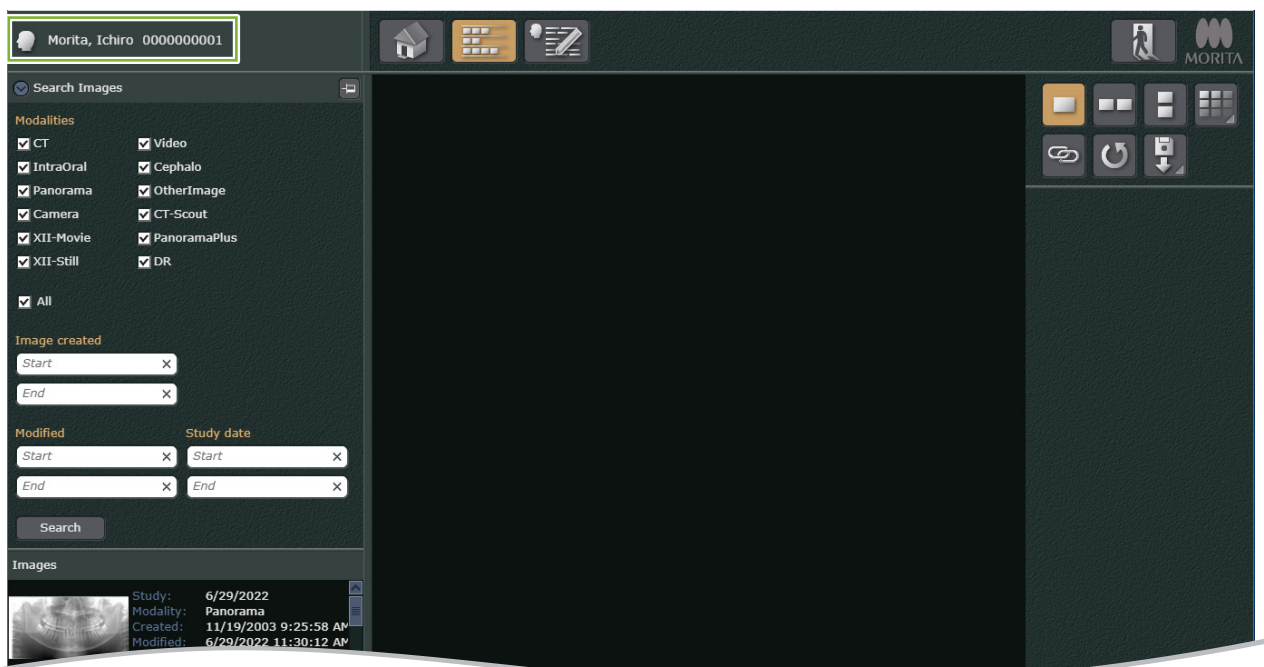 Morita, Ichiro 0000000001
MORITA
Search Images
Modalities
CT Video
IntraOral Cephalo
Panorama OtherImage
Camera CT-Scout
XII-Movie PanoramaPlus
XII-Still DR
All
Image created
Start
End
Modified Study date
Start Start
End End
Search
Images
Study: 6/29/2022
Modality: Panorama
Created: 11/19/2003 9:25:58 AM
Modified: 6/29/2022 11:30:12 AM